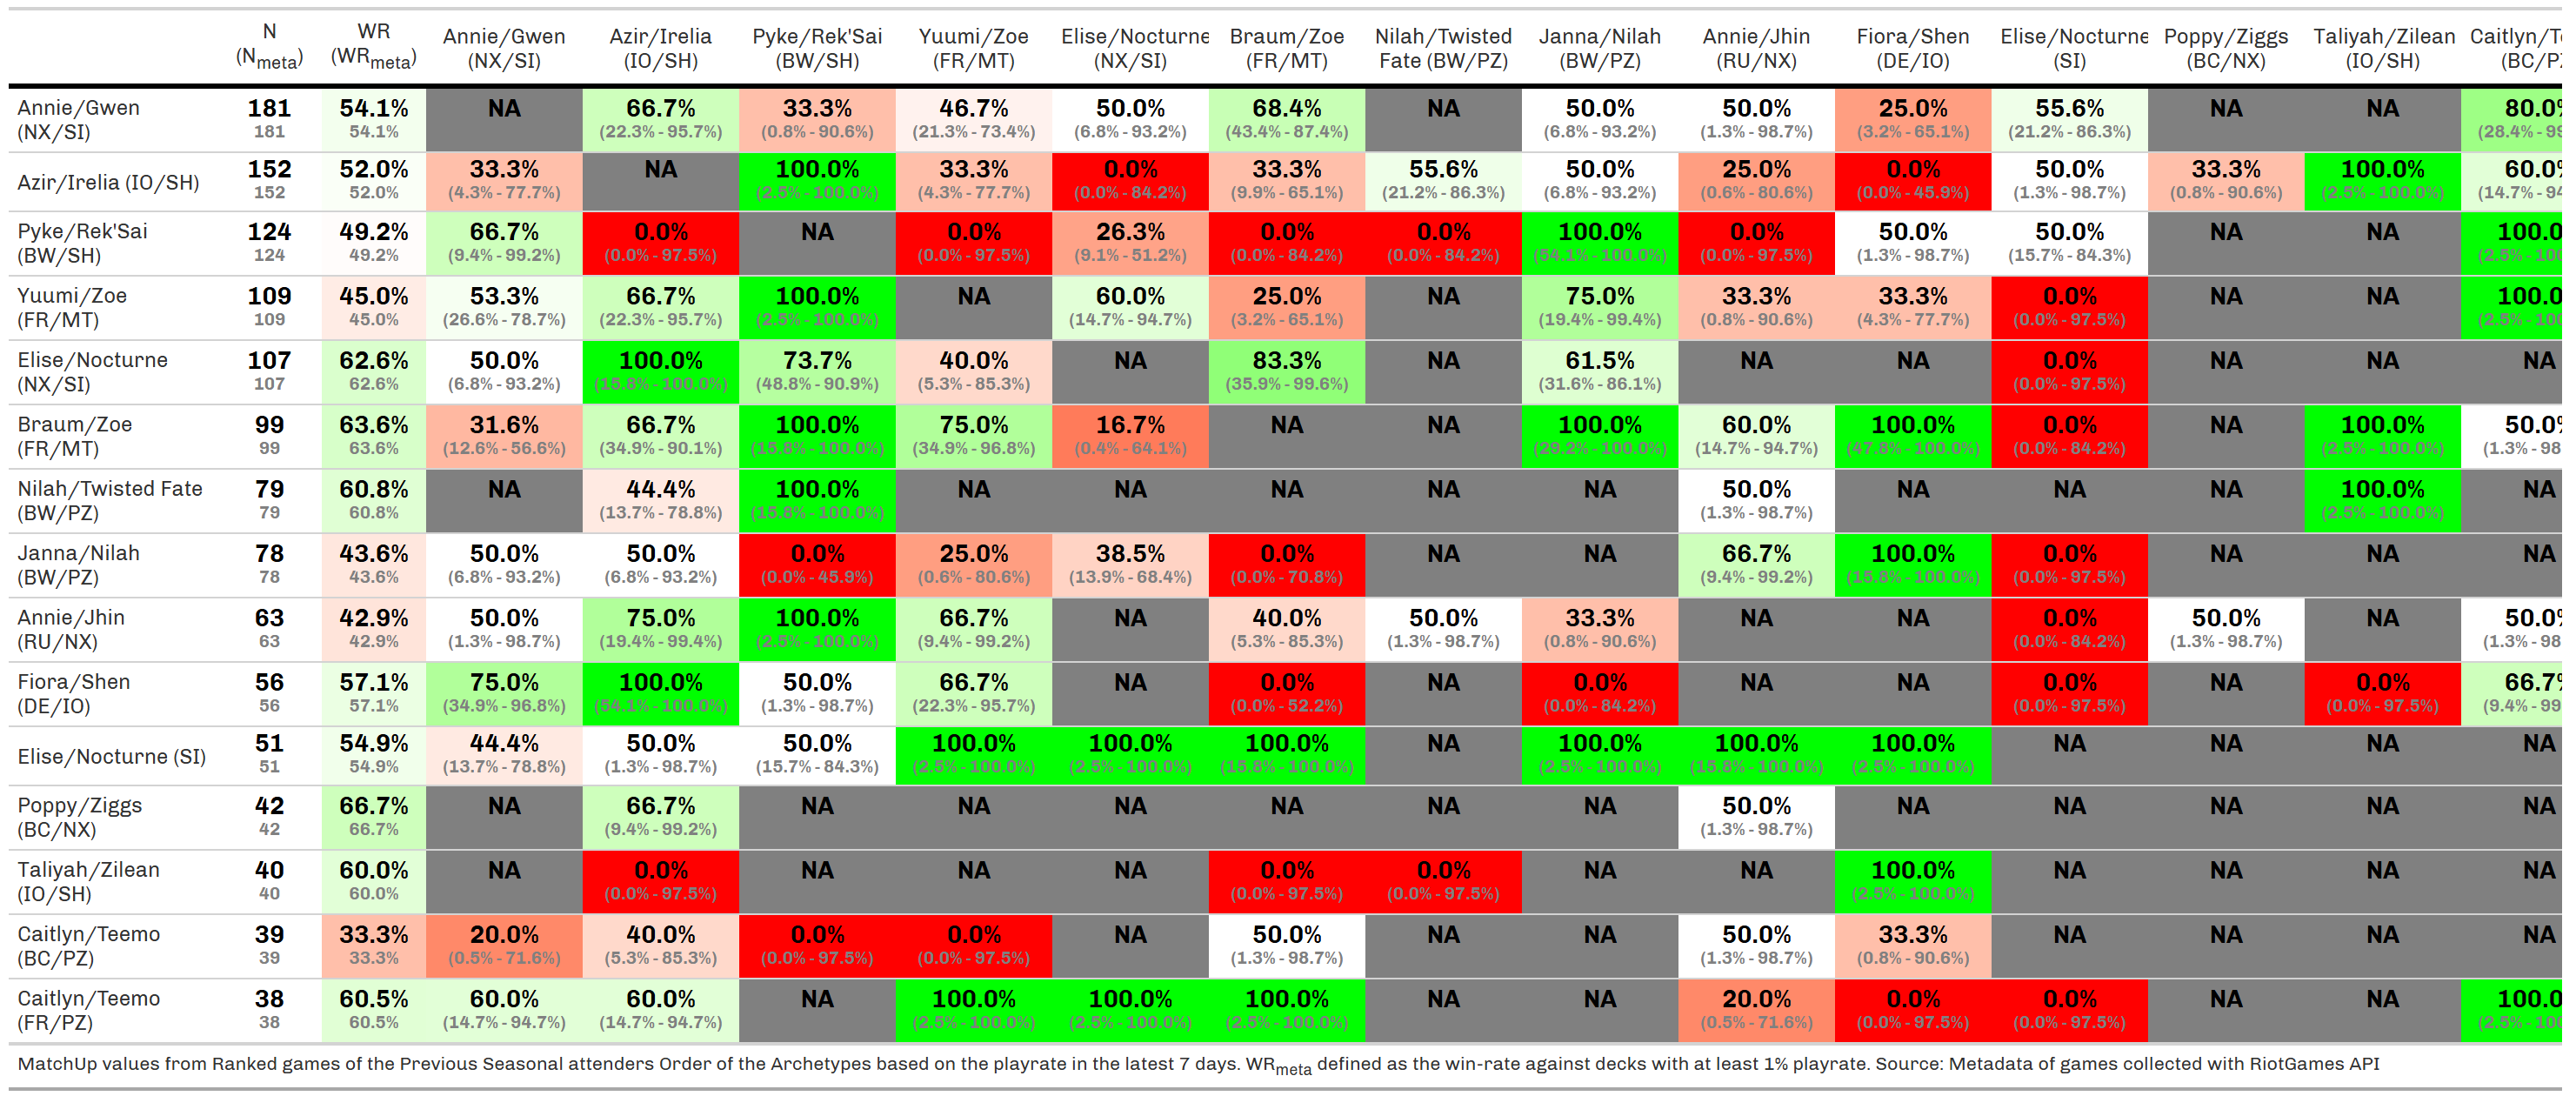 N WR Annie/Gwen Azir/Irelia Pyke/Rek'Sai Yuumi/Zoe Elise/Nocturne Braum/Zoe Nilah/Twisted Janna/Nilah Annie/Jhin Fiora/Shen Elise/Nocturne Poppy/Ziggs Taliyah/Zilean
(Nmeta) (WRmeta) (NX/SI) (IO/SH) (BW/SH) (FR/MT) (NX/SI) (FR/MT) Fate (BW/PZ) (BW/PZ) (RU/NX) (DE/IO) (SI) (BC/NX) (IO/SH)
Annie/Gwen 181 54.1% NA 66.7% 33.3% 46.7% 50.0% 68.4% NA 50.0% 50.0% 25.0% 55.6% NA NA 80.0%
(NX/SI) 181 54.1% (22.3% - 95.7%) (0.8% - 90.6%) (21.3% - 73.4%) (6.8% - 93.2%) (43.4% - 87.4%) (6.8% - 93.2%) (1.3% - 98.7%) (3.2% - 65.1%) (21.2% - 86.3%) (28.4% -
Azir/Irelia (IO/SH) 152 52.0% 33.3% NA 100.0% 33.3% 0.0% 33.3% 55.6% 50.0% 25.0% 0.0% 50.0% 33.3% 100.0% 60.0%
152 52.0% (4.3% - 77.7%) (2.5% - 100.0%) (4.3% - 77.7%) (0.0% - 84.2%) (9.9% - 65.1%) (21.2% - 86.3%) (6.8% - 93.2%) (0.6% - 80.6%) (0.0% - 45.9%) (1.3% - 98.7%) (0.8% - 90.6%) (2.5% - 100.0%) (14.7% -
Pyke/Rek'Sai 124 49.2% 66.7% 0.0% NA 0.0% 26.3% 0.0% 0.0% 100.0% 0.0% 50.0% 50.0% NA NA 100.0
(BW/SH) 124 49.2% (9.4% - 99.2%) (0.0% - 97.5%) (0.0% - 97.5%) (9.1% - 51.2%) (0.0% - 84.2%) (0.0% - 84.2%) (54.1% - 100.0%) (0.0% - 97.5%) (1.3% - 98.7%) (15.7% - 84.3%) (2.5% -
Yuumi/Zoe 109 45.0% 53.3% 66.7% 100.0% NA 60.0% 25.0% NA 75.0% 33.3% 33.3% 0.0% NA NA 100.0
(FR/MT) 109 45.0% (26.6% - 78.7%) (22.3% - 95.7%) (2.5% - 100.0%) (14.7% - 94.7%) (3.2% - 65.1%) (19.4% - 99.4%) (0.8% - 90.6%) (4.3% - 77.7%) (0.0% - 97.5%) (2.5% -
Elise/Nocturne 107 62.6% 50.0% 100.0% 73.7% 40.0% NA 83.3% NA 61.5% NA NA 0.0% NA NA NA
(NX/SI) 107 62.6% (6.8% - 93.2%) (15.8% - 100.0%) (48.8% - 90.9%) (5.3% - 85.3%) (35.9% - 99.6%) (31.6% - 86.1%) (0.0% - 97.5%)
Braum/Zoe 99 63.6% 31.6% 66.7% 100.0% 75.0% 16.7% NA NA 100.0% 60.0% 100.0% 0.0% NA 100.0% 50.0%
(FR/MT) 99 63.6% (12.6% - 56.6%) (34.9% - 90.1%) (15.8% - 100.0%) (34.9% - 96.8%) (0.4% - 64.1%) (29.2% - 100.0%) (14.7% - 94.7%) (47.8% - 100.0%) (0.0% - 84.2%) (2.5% - 100.0%) (1.3% - 98
Nilah/Twisted Fate 79 60.8% NA 44.4% 100.0% NA NA NA NA NA 50.0% NA NA NA 100.0% NA
(BW/PZ) 79 60.8% (13.7% - 78.8%) (15.8% - 100.0%) (1.3% - 98.7%) (2.5% - 100.0%)
Janna/Nilah 78 43.6% 50.0% 50.0% 0.0% 25.0% 38.5% 0.0% NA NA 66.7% 100.0% 0.0% NA NA NA
(BW/PZ) 78 43.6% (6.8% - 93.2%) (6.8% - 93.2%) (0.0% - 45.9%) (0.6% - 80.6%) (13.9% - 68.4%) (0.0% - 70.8%) (9.4% - 99.2%) (15.8% - 100.0%) (0.0% - 97.5%)
Annie/Jhin 63 42.9% 50.0% 75.0% 100.0% 66.7% NA 40.0% 50.0% 33.3% NA NA 0.0% 50.0% NA 50.0%
(RU/NX) 63 42.9% (1.3% - 98.7%) (19.4% - 99.4%) (2.5% - 100.0%) (9.4% - 99.2%) (5.3% - 85.3%) (1.3% - 98.7%) (0.8% - 90.6%) (0.0% - 84.2%) (1.3% - 98.7%) (1.3% - 98
Fiora/Shen 56 57.1% 75.0% 100.0% 50.0% 66.7% NA 0.0% NA 0.0% NA NA 0.0% NA 0.0% 66.7%
(DE/IO) 56 57.1% (34.9% - 96.8%) (54.1% - 100.0%) (1.3% - 98.7%) (22.3% - 95.7%) (0.0% - 52.2%) (0.0% - 84.2%) (0.0% - 97.5%) (0.0% - 97.5%) (9.4% - 99
Elise/Nocturne (SI) 51 54.9% 44.4% 50.0% 50.0% 100.0% 100.0% 100.0% NA 100.0% 100.0% 100.0% NA NA NA NA
51 54.9% (13.7% - 78.8%) (1.3% - 98.7%) (15.7% - 84.3%) (2.5% - 100.0%) (2.5% - 100.0%) (15.8% - 100.0%) (2.5% - 100.0%) (15.8% - 100.0%) (2.5% - 100.0%)
Poppy/Ziggs 42 66.7% NA 66.7% NA NA NA NA NA NA 50.0% NA NA NA NA NA
(BC/NX) 42 66.7% (9.4% - 99.2%) (1.3% - 98.7%)
Taliyah/Zilean 40 60.0% NA 0.0% NA NA NA 0.0% 0.0% NA NA 100.0% NA NA NA NA
(IO/SH) 40 60.0% (0.0% - 97.5%) (0.0% - 97.5%) (0.0% - 97.5%) (2.5% - 100.0%)
Caitlyn/Teemo 39 33.3% 20.0% 40.0% 0.0% 0.0% NA 50.0% NA NA 50.0% 33.3% NA NA NA NA
(BC/PZ) 39 33.3% (0.5% - 71.6%) (5.3% - 85.3%) (0.0% - 97.5%) (0.0% - 97.5%) (1.3% - 98.7%) (1.3% - 98.7%) (0.8% - 90.6%)
Caitlyn/Teemo 38 60.5% 60.0% 60.0% NA 100.0% 100.0% 100.0% NA NA 20.0% 0.0% 0.0% NA NA 100.0
(FR/PZ) 38 60.5% (14.7% - 94.7%) (14.7% - 94.7%) (2.5% - 100.0%) (2.5% - 100.0%) (2.5% - 100.0%) (0.5% - 71.6%) (0.0% - 97.5%) (0.0% - 97.5%) (2.5% -
MatchUp values from Ranked games of the Previous Seasonal attenders Order of the Archetypes based on the playrate in the latest 7 days. WRmeta defined as the win-rate against decks with at least 1% playrate. Source: Metadata of games collected with RiotGames API